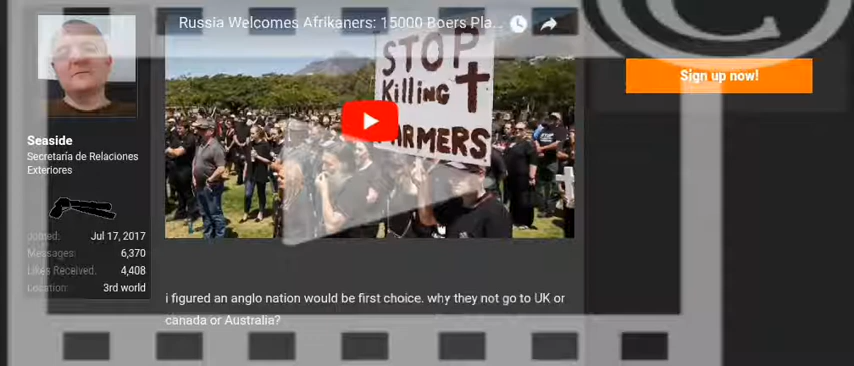 Russia Welcomes Afrikaners: 15000 Boers Pla...
STOP
Killing
FARMERS
Sign up now!
Seaside
Secretaría de Relaciones
Exteriores
Joined: Jul 17, 2017
Messages: 6,370
Likes Received: 4,408
Location: 3rd world
i figured an anglo nation would be first choice. why they not go to UK or
canada or Australia?